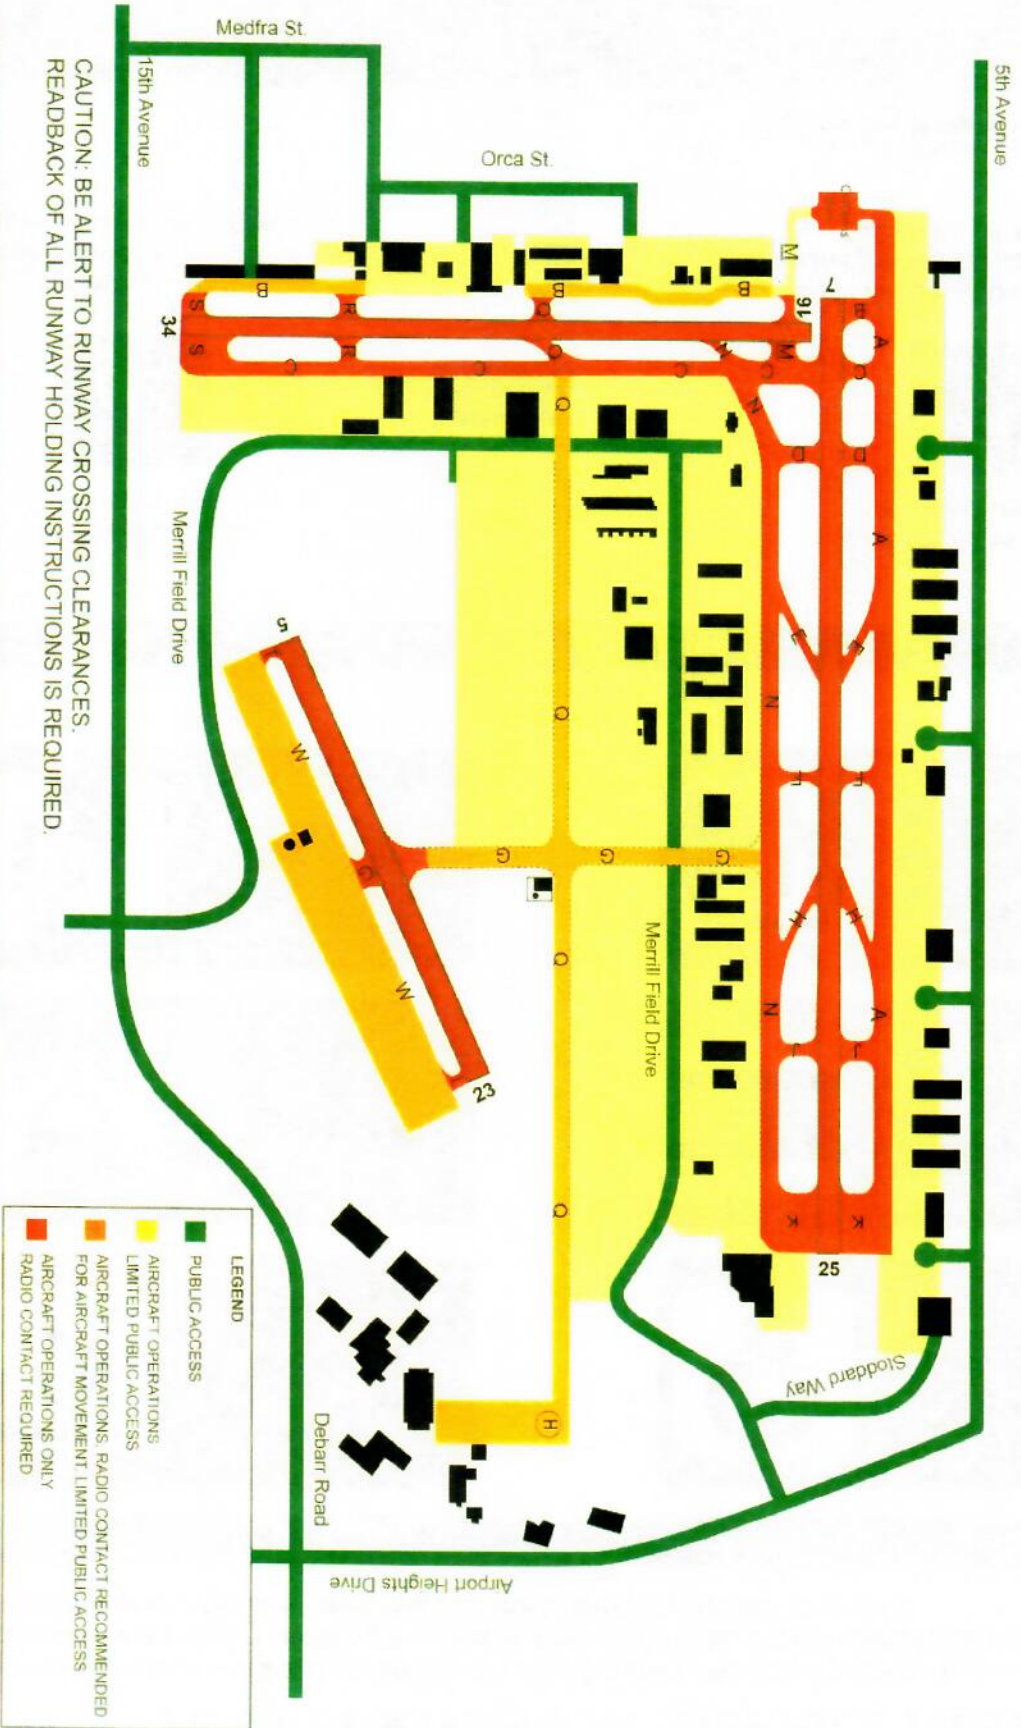 5th Avenue
Medfra St.
15th Avenue
Orca St.
CAUTION: BE ALERT TO RUNWAY CROSSING CLEARANCES.
READBACK OF ALL RUNWAY HOLDING INSTRUCTIONS IS REQUIRED.
M
7
16
34
B
B
B
B
A
S
R
Q
M
C
S
R
Q
C
C
C
C
N
Q
D
D
A
Merrill Field Drive
5
E
E
N
Q
W
F
F
G
G
G
G
H
H
Merrill Field Drive
Q
W
N
A
J
J
23
K
K
Q
25
Stoddard Way
H
Debarr Road
Airport Heights Drive
LEGEND
PUBLIC ACCESS
AIRCRAFT OPERATIONS
LIMITED PUBLIC ACCESS
AIRCRAFT OPERATIONS, RADIO CONTACT RECOMMENDED
FOR AIRCRAFT MOVEMENT, LIMITED PUBLIC ACCESS
AIRCRAFT OPERATIONS ONLY
RADIO CONTACT REQUIRED